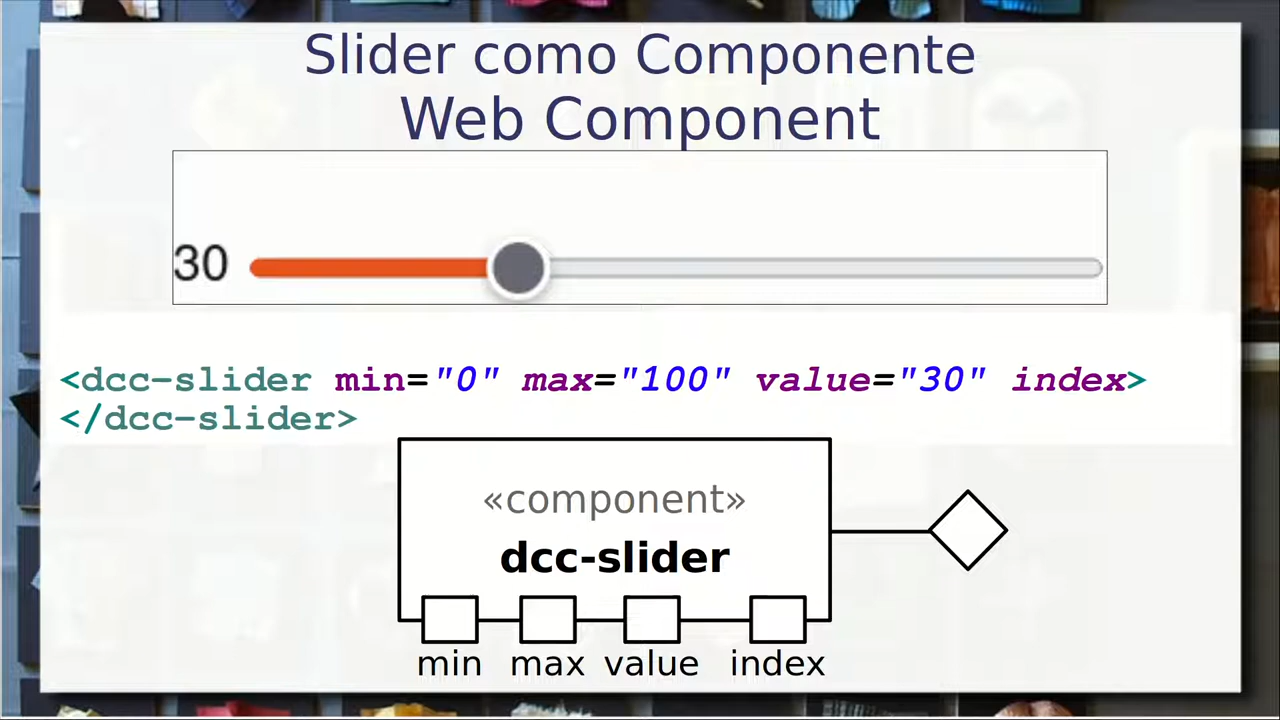 Slider como Componente
Web Component
30
<dcc-slider min="0" max="100" value="30" index>
</dcc-slider>
«component»
dcc-slider
min max value index